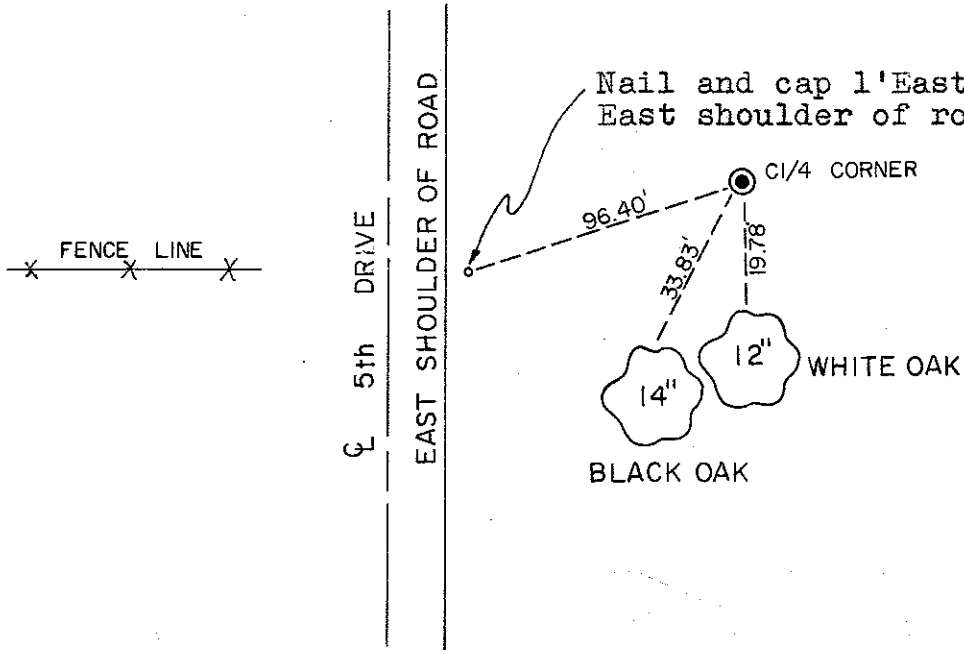 Nail and cap 1'East
East shoulder of
C1/4 CORNER
96.40'
33.83'
19.78'
FENCE LINE
℄ 5th DRIVE
EAST SHOULDER OF ROAD
12"
WHITE OAK
14"
BLACK OAK